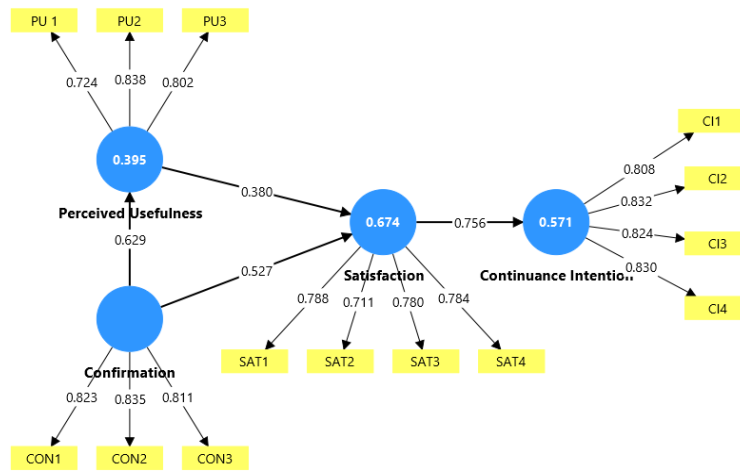 PU 1
PU2
PU3
0.724
0.838
0.802
0.395
Perceived Usefulness
0.629
0.380
0.527
Confirmation
0.823
0.835
0.811
CON1
CON2
CON3
0.674
Satisfaction
0.788
0.711
0.780
0.784
SAT1
SAT2
SAT3
SAT4
0.756
0.571
Continuance Intention
0.808
0.832
0.824
0.830
CI1
CI2
CI3
CI4